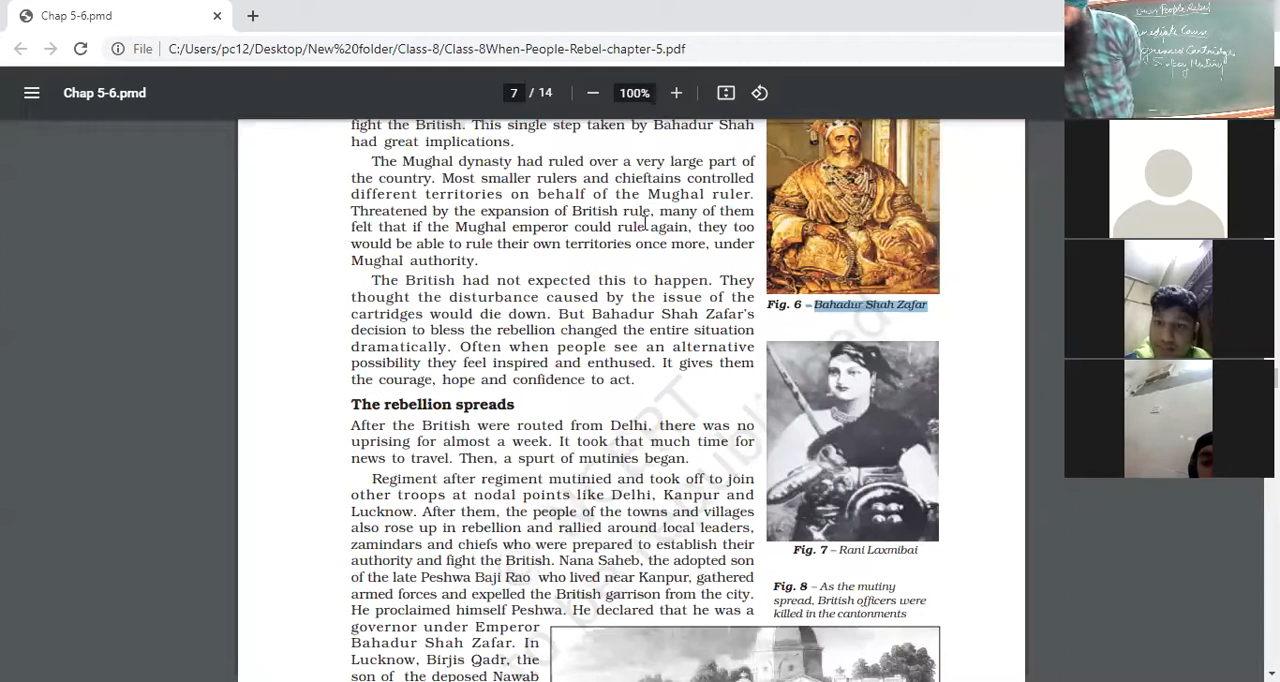 Chap 5-6.pmd
File
C:/Users/pc12/Desktop/New%20folder/Class-8/Class-8When-People-Rebel-chapter-5.pdf
Chap 5-6.pmd
7 / 14
100%
fight the British. This single step taken by Bahadur Shah
had great implications.
The Mughal dynasty had ruled over a very large part of
the country. Most smaller rulers and chieftains controlled
different territories on behalf of the Mughal ruler.
Threatened by the expansion of British rule, many of them
felt that if the Mughal emperor could rule again, they too
would be able to rule their own territories once more, under
Mughal authority.
The British had not expected this to happen. They
thought the disturbance caused by the issue of the
cartridges would die down. But Bahadur Shah Zafar's
decision to bless the rebellion changed the entire situation
dramatically. Often when people see an alternative
possibility they feel inspired and enthused. It gives them
the courage, hope and confidence to act.
The rebellion spreads
After the British were routed from Delhi, there was no
uprising for almost a week. It took that much time for
news to travel. Then, a spurt of mutinies began.
Regiment after regiment mutinied and took off to join
other troops at nodal points like Delhi, Kanpur and
Lucknow. After them, the people of the towns and villages
also rose up in rebellion and rallied around local leaders,
zamindars and chiefs who were prepared to establish their
authority and fight the British. Nana Saheb, the adopted son
of the late Peshwa Baji Rao who lived near Kanpur, gathered
armed forces and expelled the British garrison from the city.
He proclaimed himself Peshwa. He declared that he was a
governor under Emperor
Bahadur Shah Zafar. In
Lucknow, Birjis Qadr, the
son of the deposed Nawab
Fig. 6 – Bahadur Shah Zafar
Fig. 7 – Rani Laxmibai
Fig. 8 – As the mutiny
spread, British officers were
killed in the cantonments
People Rebel
Mutiny